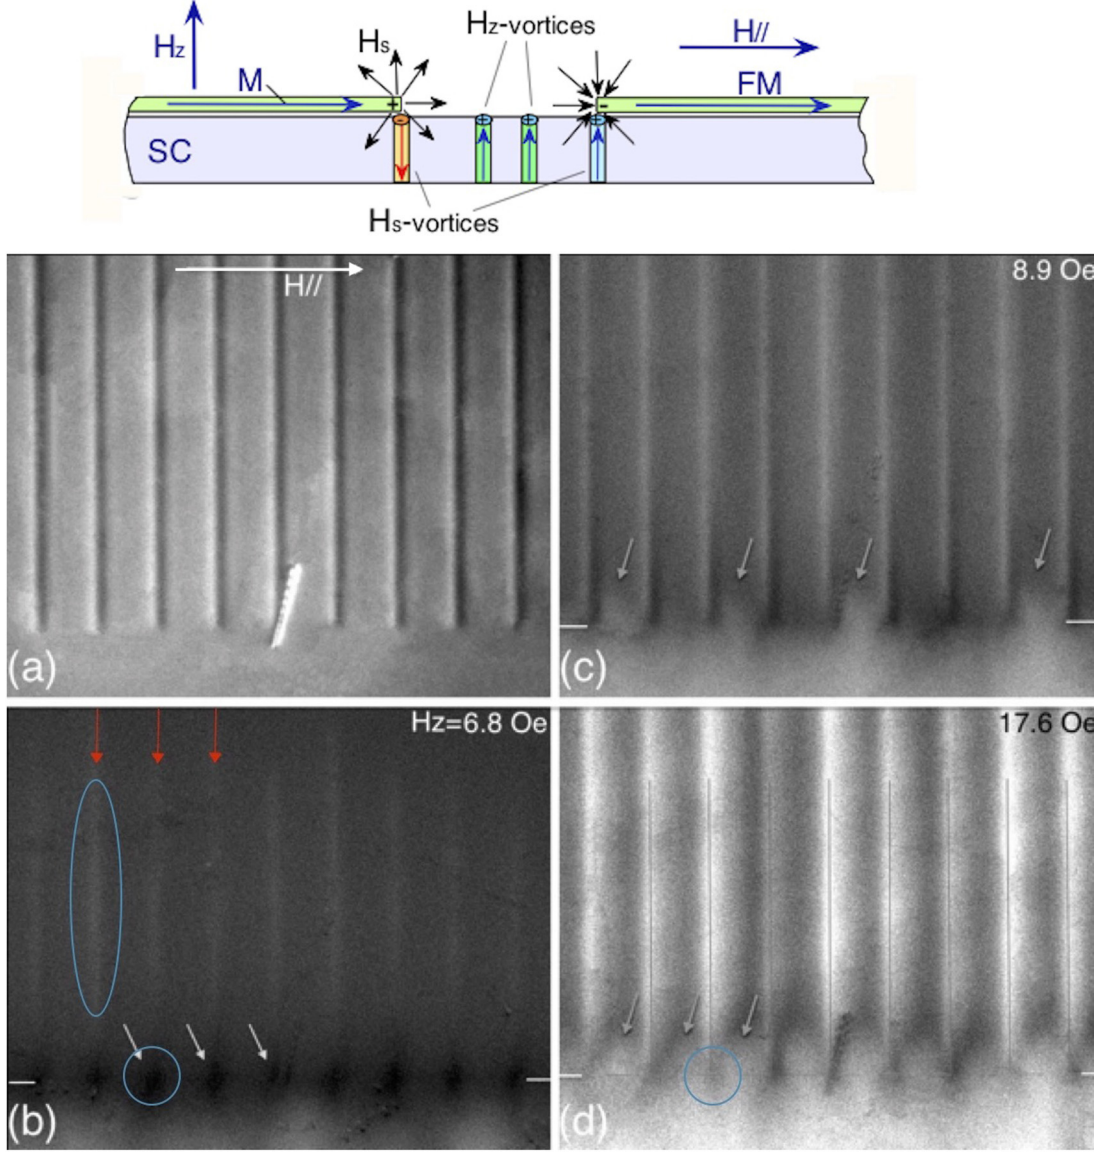 Hz
Hs
Hz-vortices
H//
M
FM
+
-
-
+
+
+
SC
Hs-vortices
H//
8.9 Oe
(a)
(c)
Hz=6.8 Oe
17.6 Oe
(b)
(d)